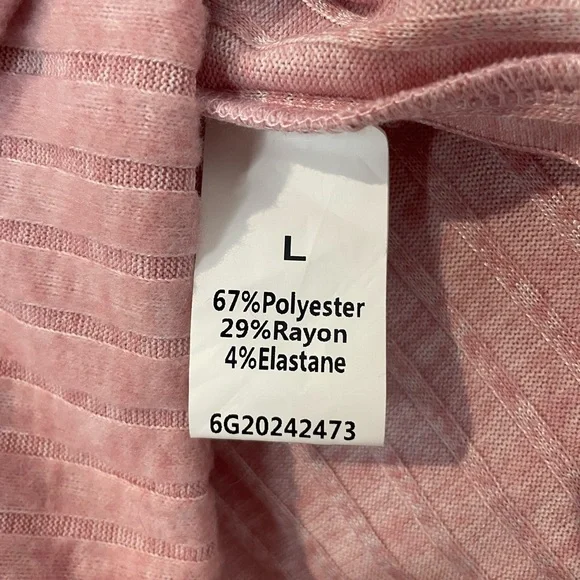 L
67%Polyester
29%Rayon
4%Elastane
6G20242473